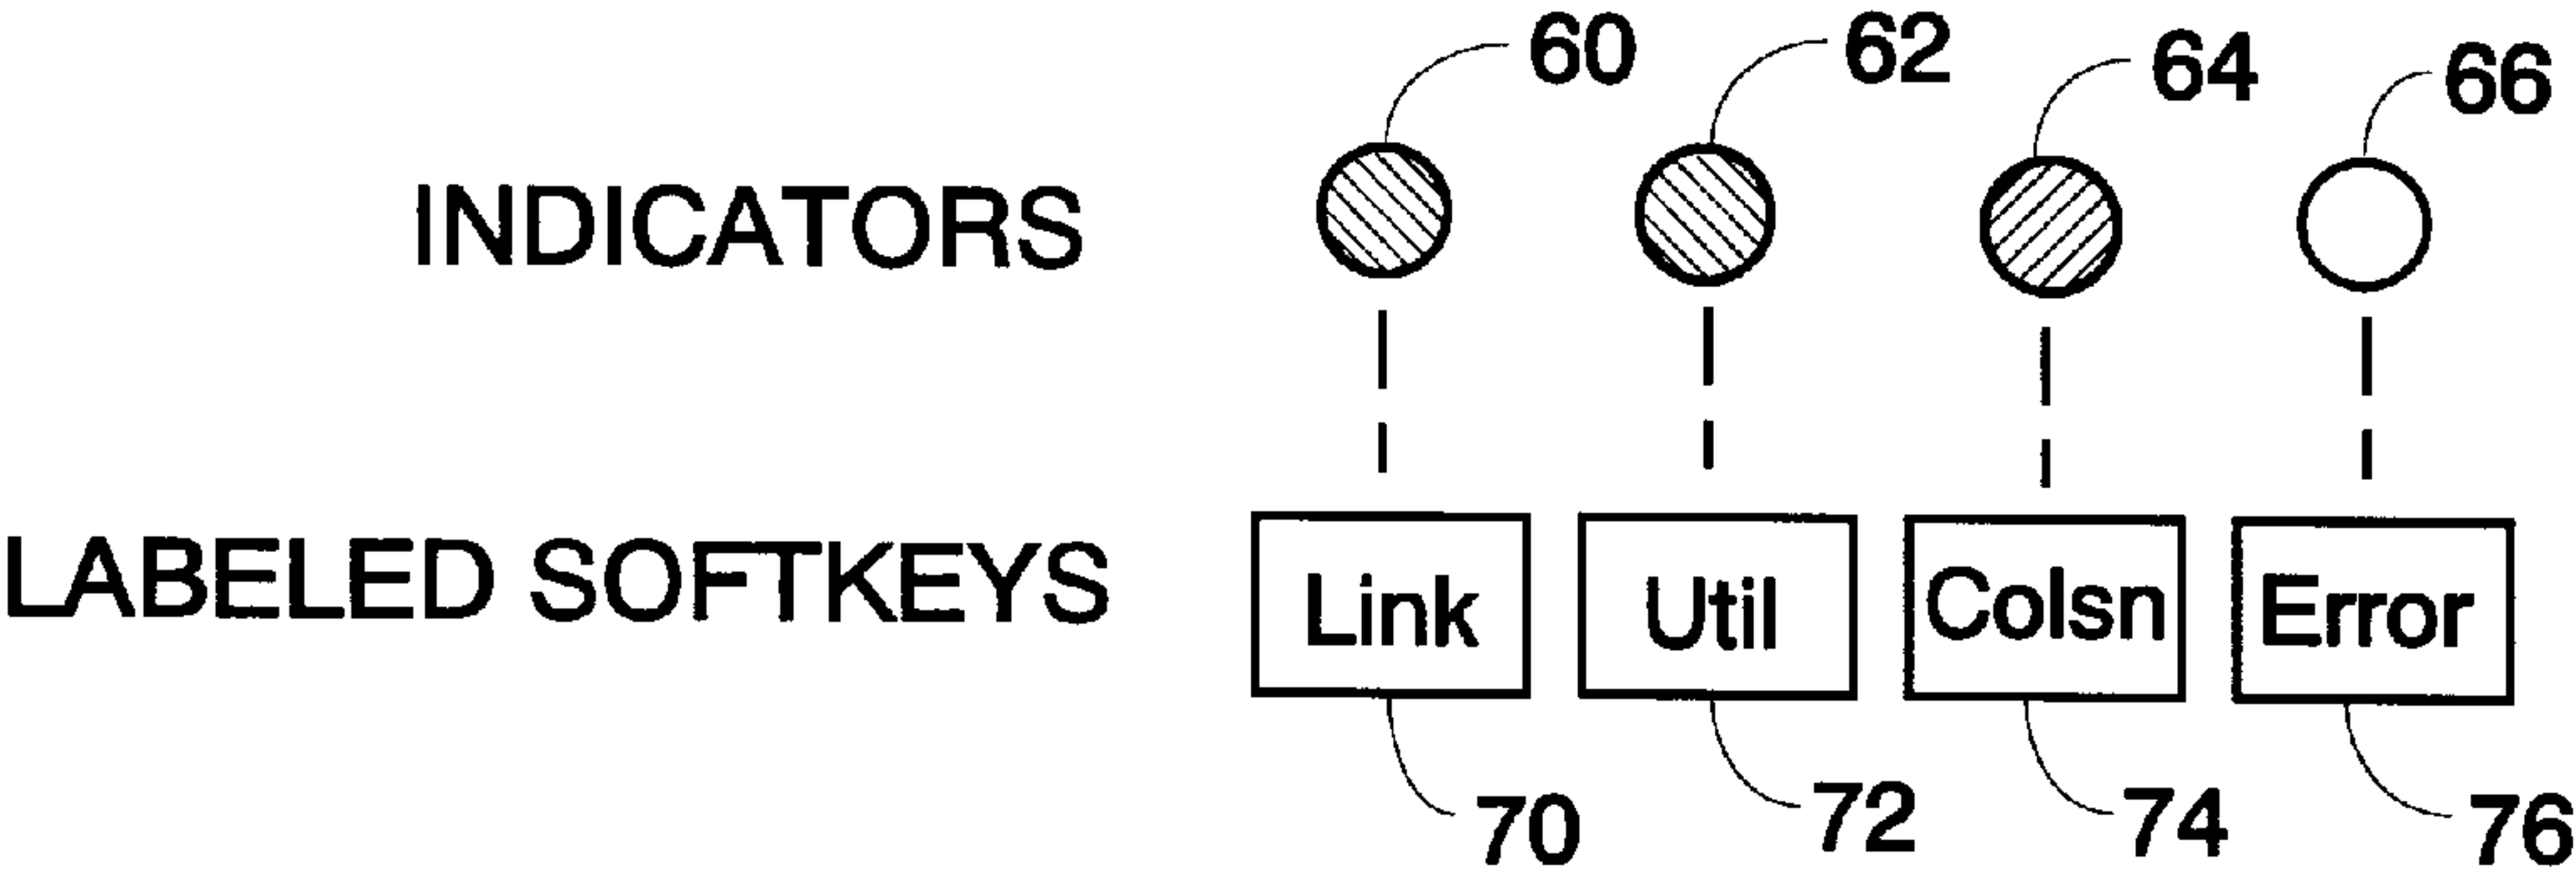 60 62 64 66
INDICATORS
LABELED SOFTKEYS Link Util Colsn Error
70 72 74 76